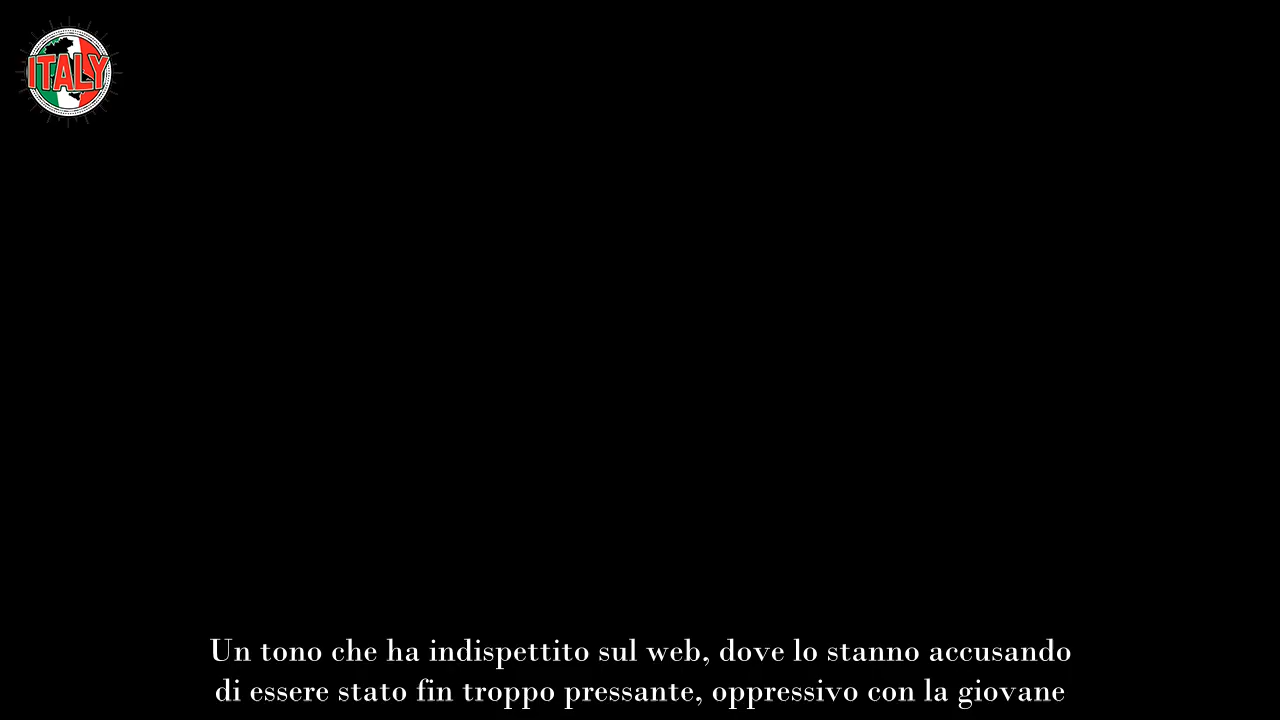 ITALY
Un tono che ha indispettito sul web, dove lo stanno accusando
di essere stato fin troppo pressante, oppressivo con la giovane